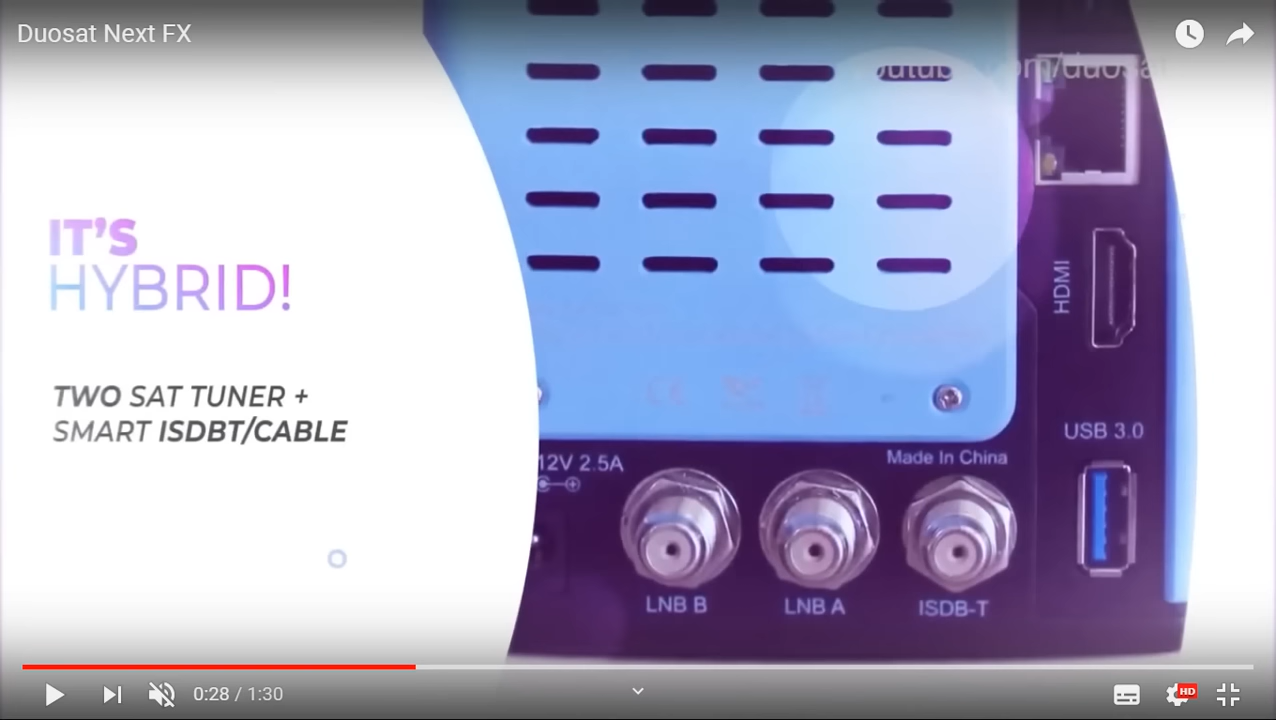 Duosat Next FX
IT'S
HYBRID!
TWO SAT TUNER +
SMART ISDBT/CABLE
HDMI
USB 3.0
12V 2.5A
Made In China
LNB B
LNB A
ISDB-T
0:28 / 1:30
HD